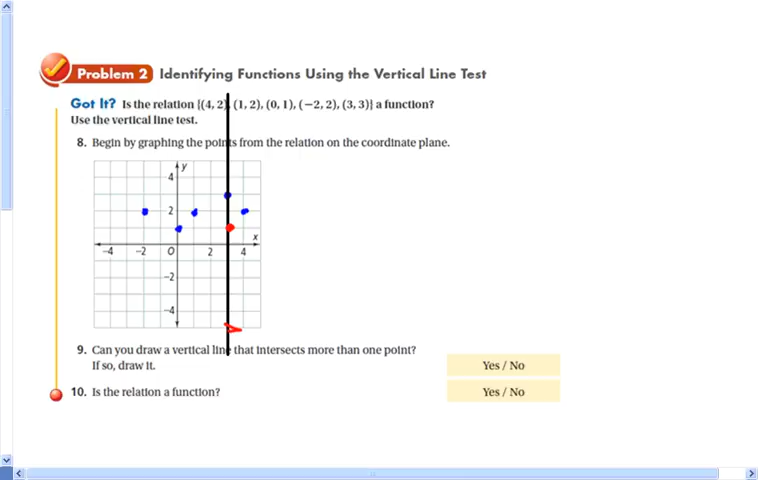 Problem 2 Identifying Functions Using the Vertical Line Test
Got It? Is the relation {(4, 2), (1, 2), (0, 1), (−2, 2), (3, 3)} a function?
Use the vertical line test.
8. Begin by graphing the points from the relation on the coordinate plane.
y
4
2
x
−4 −2 O 2 4
−2
−4
9. Can you draw a vertical line that intersects more than one point?
If so, draw it.
Yes / No
10. Is the relation a function?
Yes / No